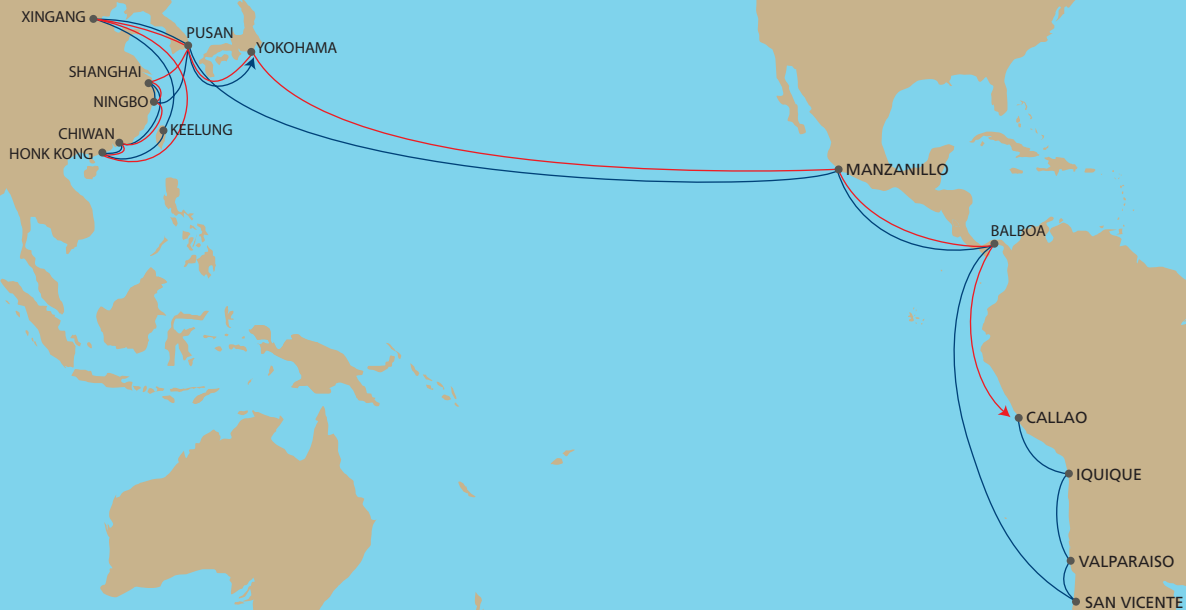 XINGANG
PUSAN
YOKOHAMA
SHANGHAI
NINGBO
KEELUNG
CHIWAN
HONK KONG
MANZANILLO
BALBOA
CALLAO
IQUIQUE
VALPARAISO
SAN VICENTE